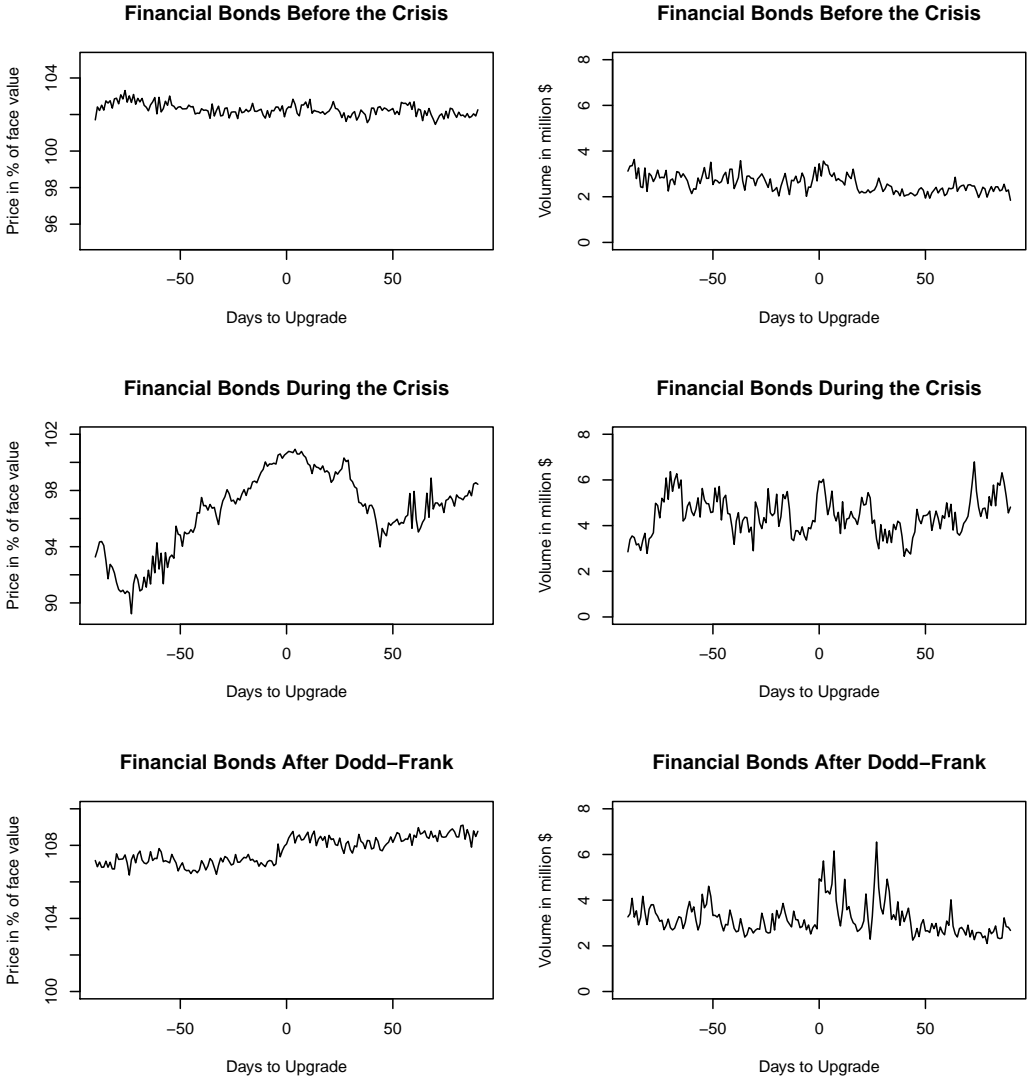 Financial Bonds Before the Crisis
Price in % of face value
96 98 100 104
−50 0 50
Days to Upgrade
Financial Bonds Before the Crisis
Volume in million $
0 2 4 6 8
−50 0 50
Days to Upgrade
Financial Bonds During the Crisis
Price in % of face value
90 94 98 102
−50 0 50
Days to Upgrade
Financial Bonds During the Crisis
Volume in million $
0 2 4 6 8
−50 0 50
Days to Upgrade
Financial Bonds After Dodd−Frank
Price in % of face value
100 104 108
−50 0 50
Days to Upgrade
Financial Bonds After Dodd−Frank
Volume in million $
0 2 4 6 8
−50 0 50
Days to Upgrade